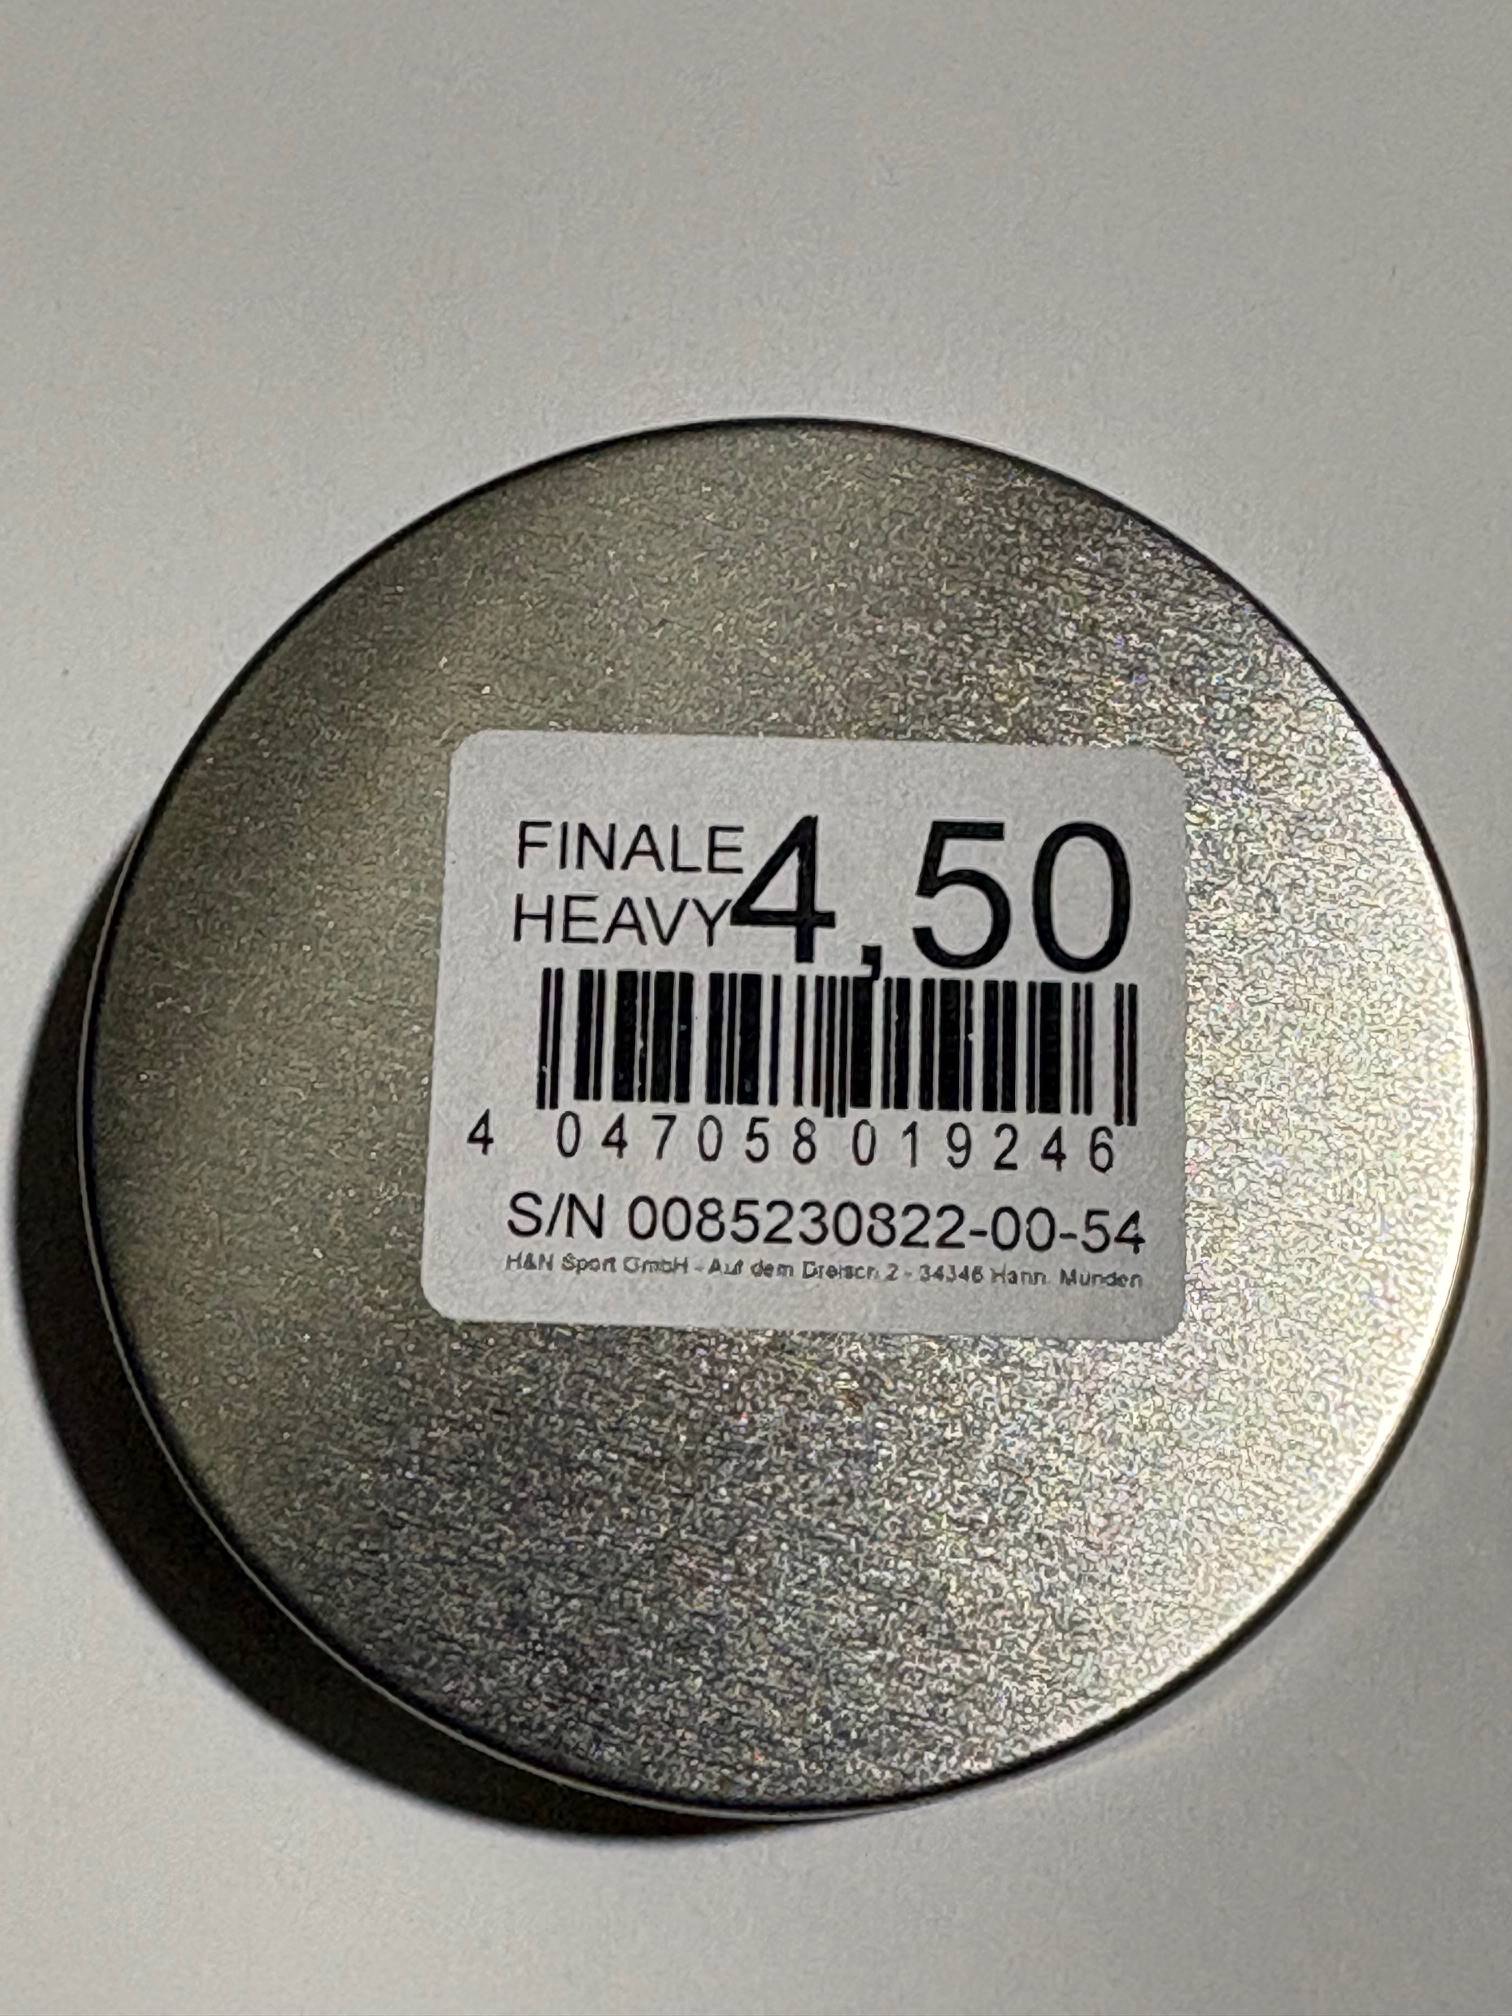 FINALE
HEAVY
4,50
4 047058 019246
S/N 0085230822-00-54
H&N Sport GmbH - Auf dem Dreisch 2 - 34346 Hann. Münden